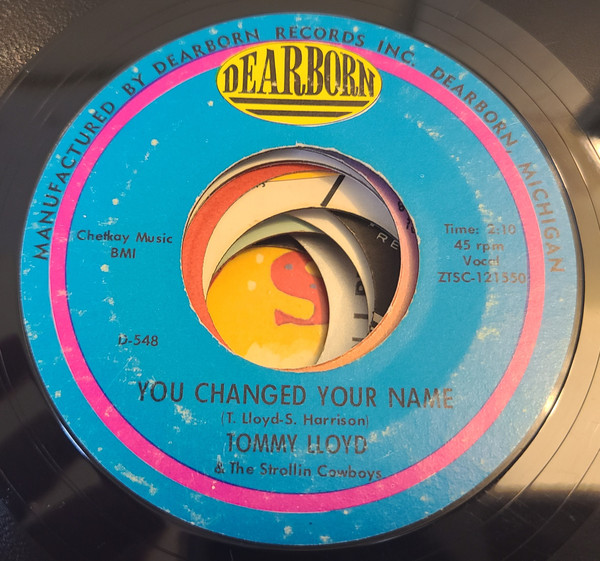 MANUFACTURED BY DEARBORN RECORDS INC. DEARBORN, MICHIGAN
DEARBORN
Chetkay Music
BMI
Time: 2:10
45 rpm
Vocal
ZTSC-121550
D-548
YOU CHANGED YOUR NAME
(T. Lloyd-S. Harrison)
TOMMY LLOYD
& The Strollin Cowboys